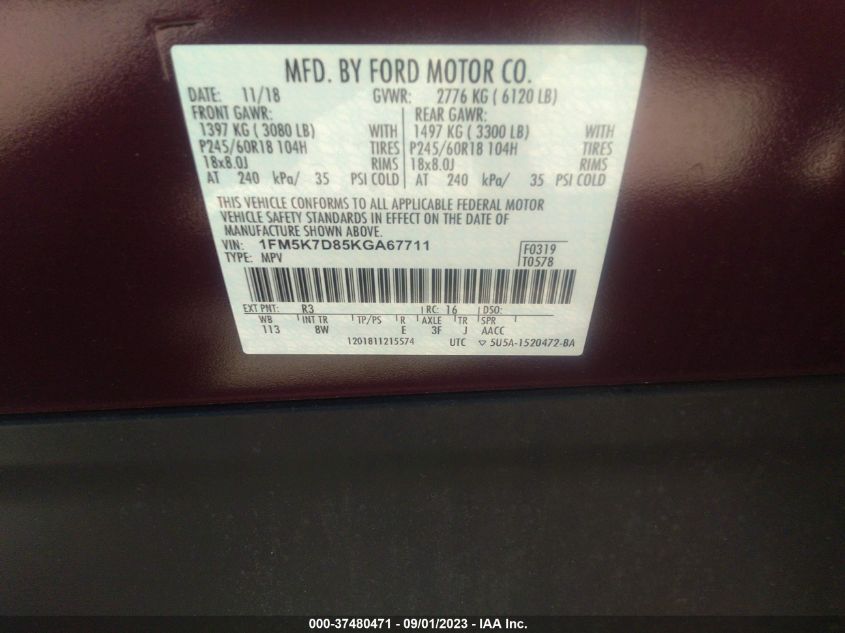 MFD. BY FORD MOTOR CO.
DATE: 11/18 GVWR: 2776 KG ( 6120 LB)
FRONT GAWR: REAR GAWR:
1397 KG ( 3080 LB) WITH 1497 KG ( 3300 LB) WITH
P245/60R18 104H TIRES P245/60R18 104H TIRES
18x8.0J RIMS 18x8.0J RIMS
AT 240 kPa/ 35 PSI COLD AT 240 kPa/ 35 PSI COLD
THIS VEHICLE CONFORMS TO ALL APPLICABLE FEDERAL MOTOR
VEHICLE SAFETY STANDARDS IN EFFECT ON THE DATE OF
MANUFACTURE SHOWN ABOVE.
VIN: 1FM5K7D85KGA67711 F0319
TYPE: MPV T0578
EXT PNT: R3 RC: 16 DSO:
WB INT TR TP/PS R AXLE TR SPR
113 8W E 3F J AACC
1201811215574 UTC ▽ 5U5A-1520472-BA
000-37480471 - 09/01/2023 - IAA Inc.